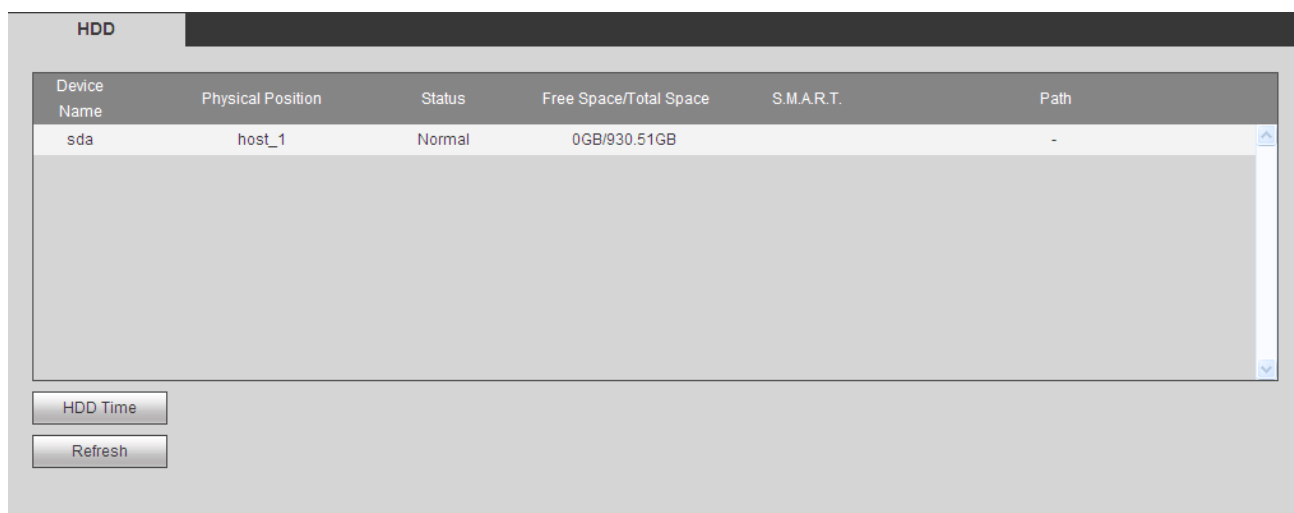 HDD
Device Name Physical Position Status Free Space/Total Space S.M.A.R.T. Path
sda host_1 Normal 0GB/930.51GB -
HDD Time
Refresh